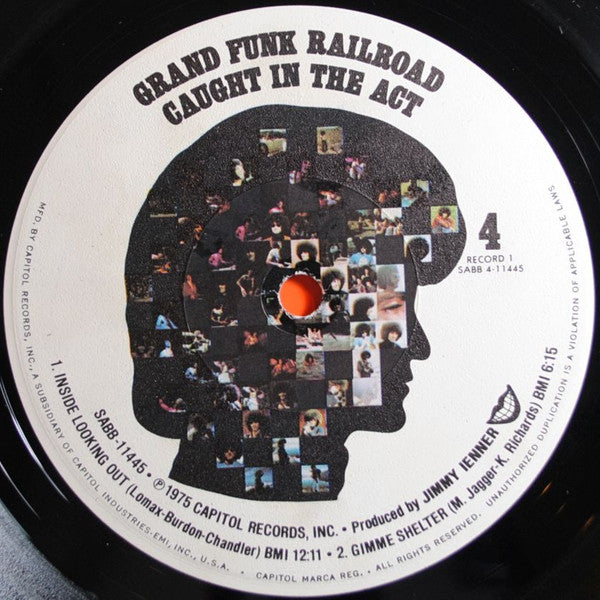 GRAND FUNK RAILROAD
CAUGHT IN THE ACT
4
RECORD 1
SABB 4-11445
SABB-11445 • ℗ 1975 CAPITOL RECORDS, INC. • Produced by JIMMY IENNER
1. INSIDE LOOKING OUT (Lomax-Burdon-Chandler) BMI 12:11 • 2. GIMME SHELTER (M. Jagger-K. Richards) BMI 6:15
MFD. BY CAPITOL RECORDS, INC., A SUBSIDIARY OF CAPITOL INDUSTRIES-EMI, INC., U.S.A. • CAPITOL MARCA REG. • ALL RIGHTS RESERVED. UNAUTHORIZED DUPLICATION IS A VIOLATION OF APPLICABLE LAWS